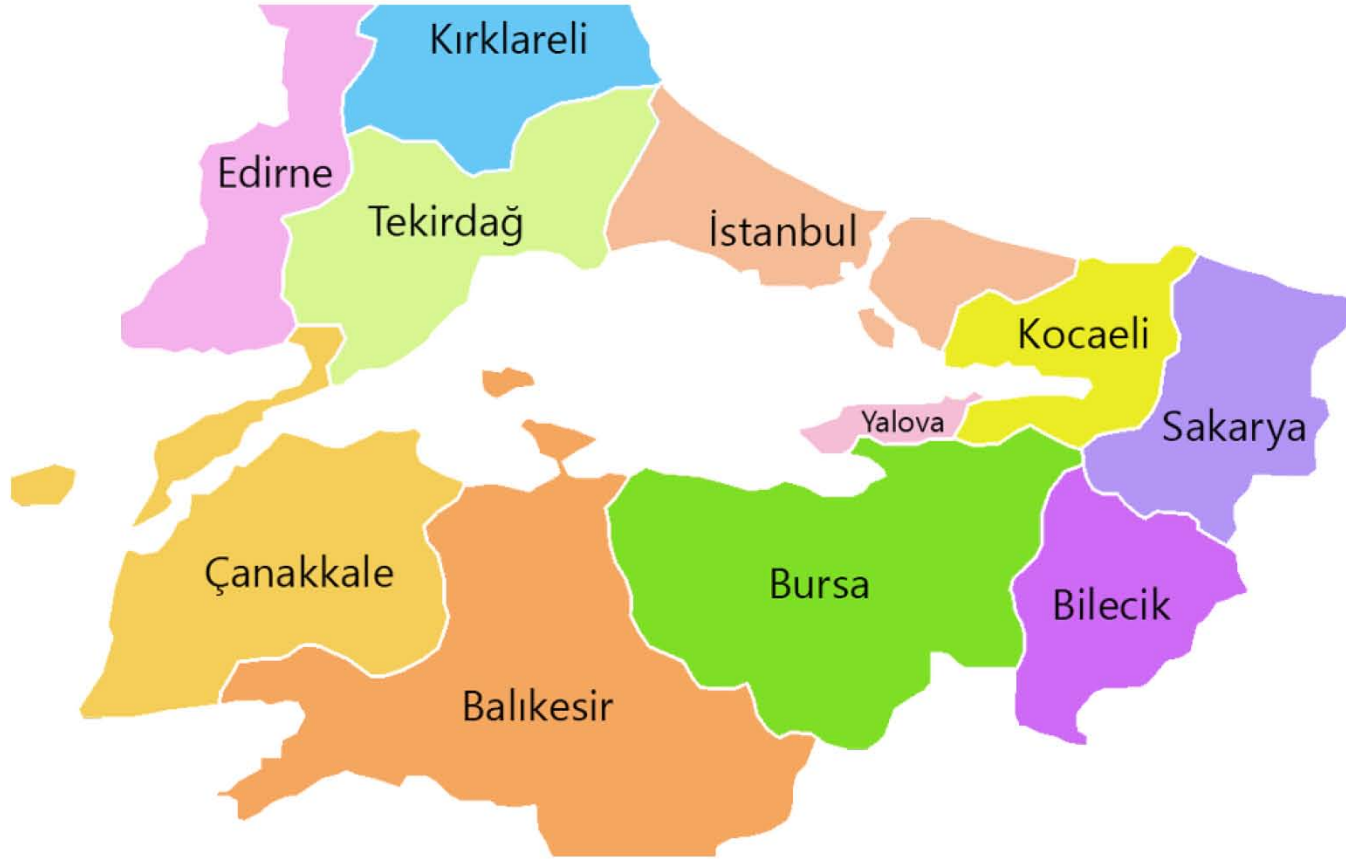 Kırklareli
Edirne
Tekirdağ
İstanbul
Kocaeli
Yalova
Sakarya
Çanakkale
Bursa
Bilecik
Balıkesir